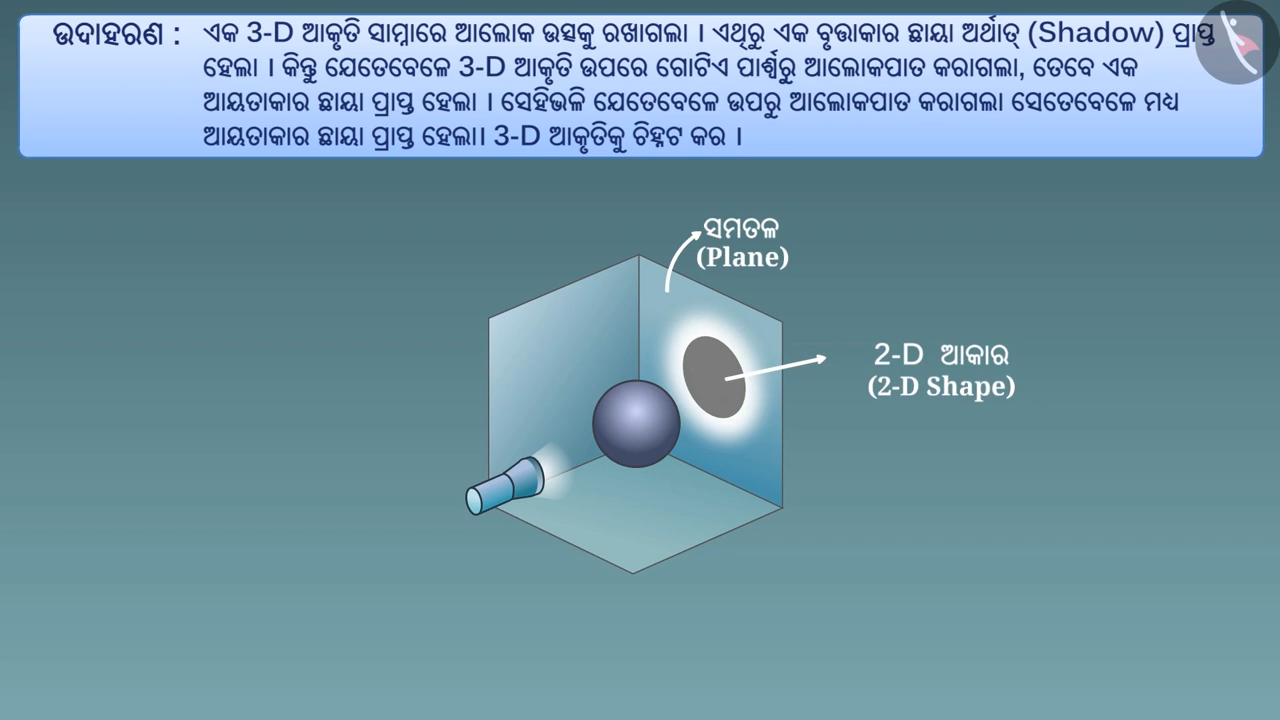 ଉଦାହରଣ : ଏକ 3-D ଆକୃତି ସାମ୍ନାରେ ଆଲୋକ ଉତ୍ସକୁ ରଖାଗଲା । ଏଥିରୁ ଏକ ବୃତ୍ତାକାର ଛାୟା ଅର୍ଥାତ୍ (Shadow) ପ୍ରାପ୍ତ
ହେଲା । କିନ୍ତୁ ଯେତେବେଳେ 3-D ଆକୃତି ଉପରେ ଗୋଟିଏ ପାର୍ଶ୍ଵରୁ ଆଲୋକପାତ କରାଗଲା, ତେବେ ଏକ
ଆୟତାକାର ଛାୟା ପ୍ରାପ୍ତ ହେଲା । ସେହିଭଳି ଯେତେବେଳେ ଉପରୁ ଆଲୋକପାତ କରାଗଲା ସେତେବେଳେ ମଧ୍ୟ
ଆୟତାକାର ଛାୟା ପ୍ରାପ୍ତ ହେଲା। 3-D ଆକୃତିକୁ ଚିହ୍ନଟ କର ।
ସମତଳ
(Plane)
2-D ଆକାର
(2-D Shape)